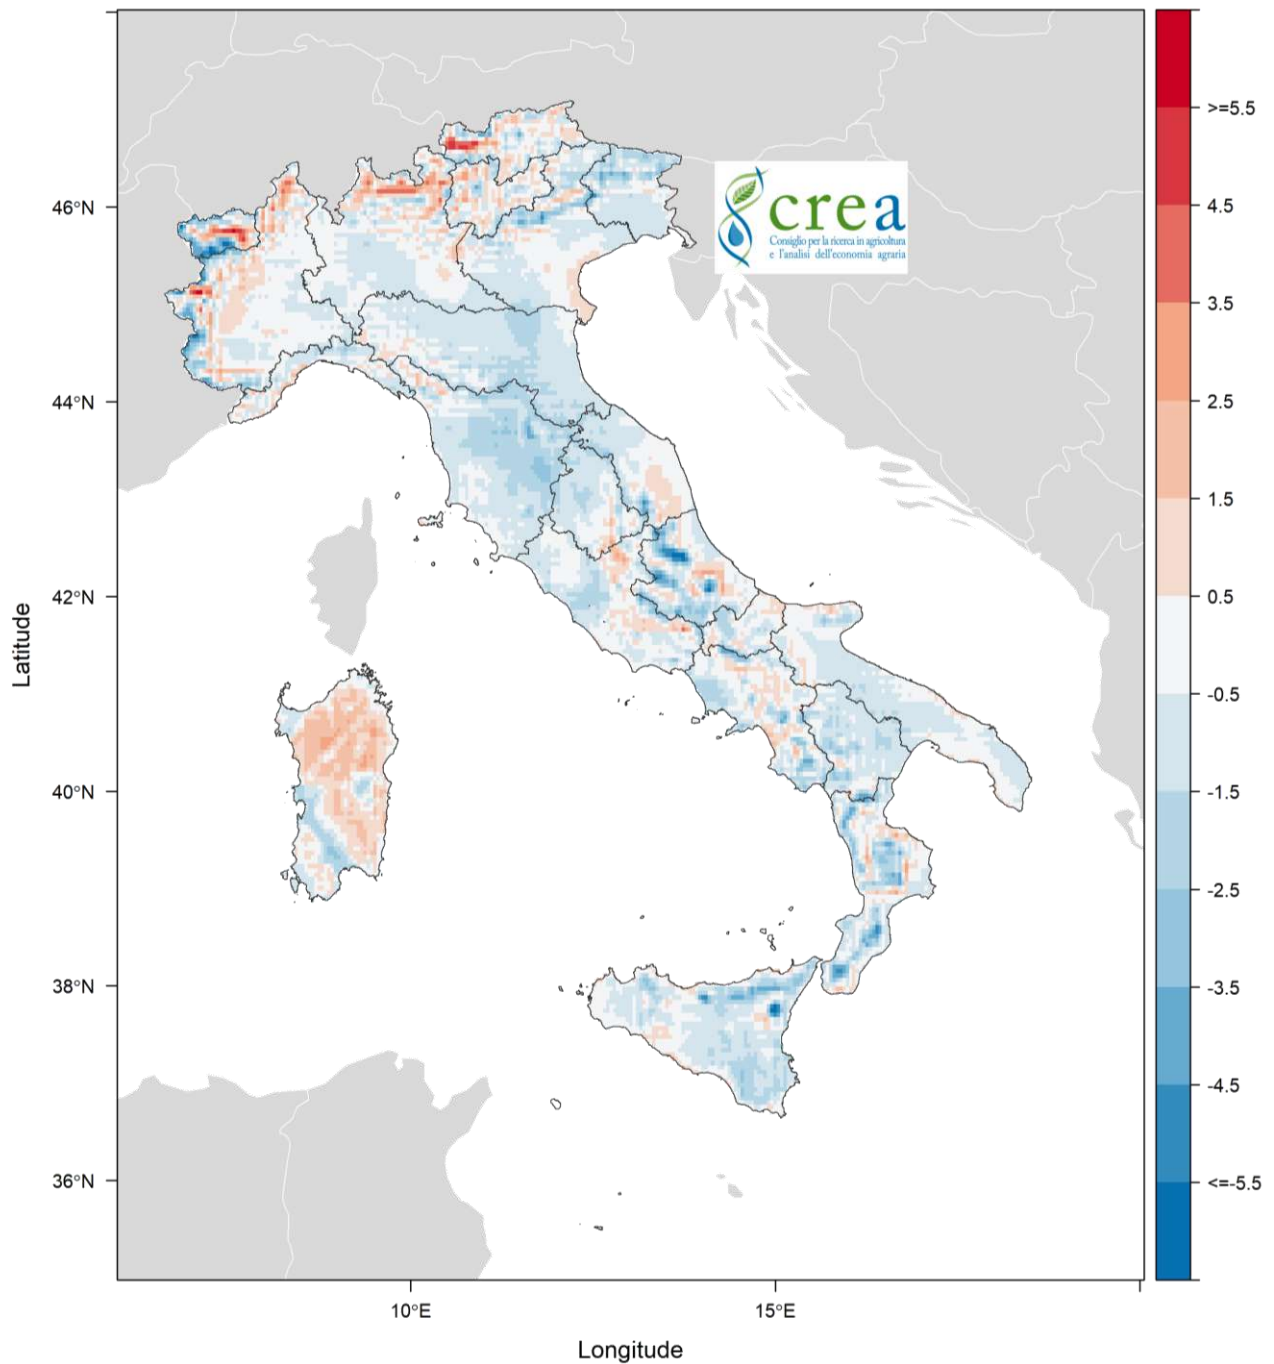 crea
Consiglio per la ricerca in agricoltura
e l'analisi dell'economia agraria
46°N
44°N
42°N
40°N
38°N
36°N
Latitude
10°E
15°E
Longitude
>=5.5
4.5
3.5
2.5
1.5
0.5
-0.5
-1.5
-2.5
-3.5
-4.5
<=-5.5